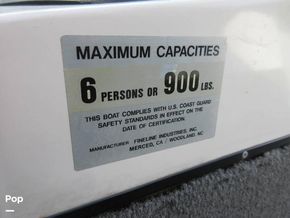 MAXIMUM CAPACITIES
6 PERSONS OR 900 LBS.
THIS BOAT COMPLIES WITH U.S. COAST GUARD
SAFETY STANDARDS IN EFFECT ON THE
DATE OF CERTIFICATION.
MANUFACTURER FINELINE INDUSTRIES, INC.
MERCED, CA / WOODLAND, NC
Pop